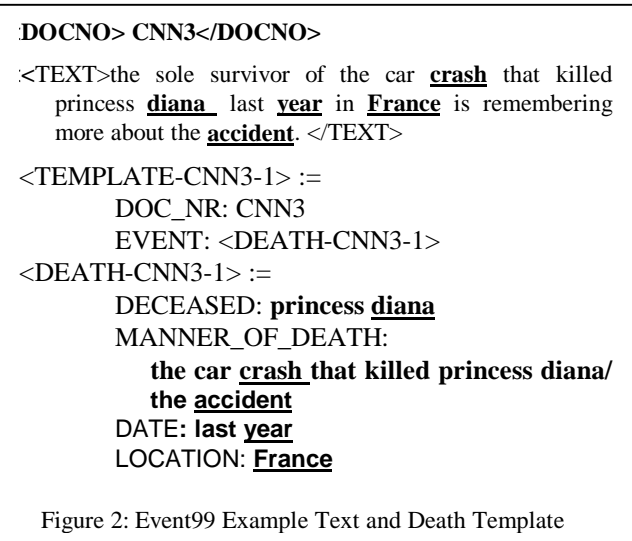 :DOCNO> CNN3</DOCNO>
:<TEXT>the sole survivor of the car crash that killed
princess diana last year in France is remembering
more about the accident. </TEXT>
<TEMPLATE-CNN3-1> :=
DOC_NR: CNN3
EVENT: <DEATH-CNN3-1>
<DEATH-CNN3-1> :=
DECEASED: princess diana
MANNER_OF_DEATH:
the car crash that killed princess diana/
the accident
DATE: last year
LOCATION: France
Figure 2: Event99 Example Text and Death Template